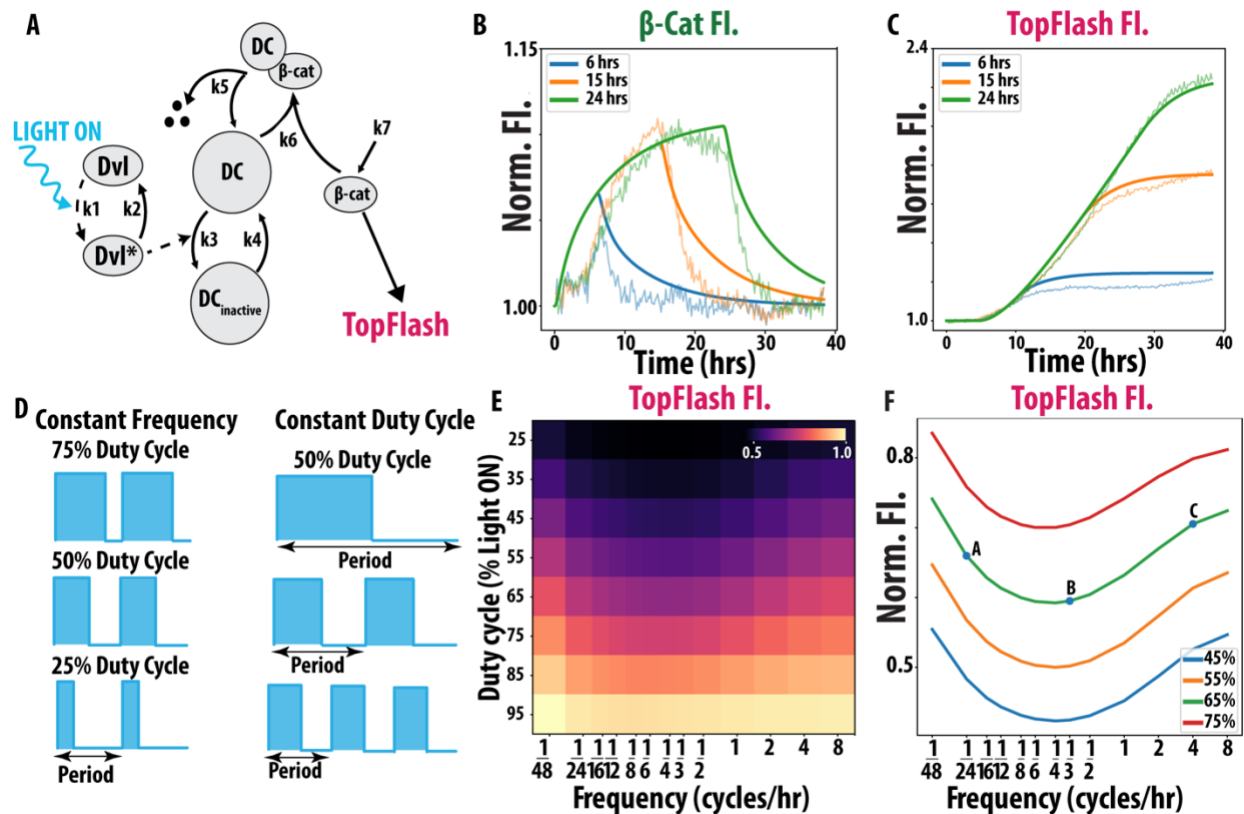 A
DC
β-cat
k5
k6
k7
LIGHT ON
Dvl
k1
k2
Dvl*
DC
β-cat
k3
k4
DCinactive
TopFlash
B
β-Cat Fl.
1.15
1.00
Norm. Fl.
6 hrs
15 hrs
24 hrs
0 10 20 30 40
Time (hrs)
C
TopFlash Fl.
2.4
1.0
Norm. Fl.
6 hrs
15 hrs
24 hrs
0 10 20 30 40
Time (hrs)
D
Constant Frequency
75% Duty Cycle
50% Duty Cycle
25% Duty Cycle
Period
Constant Duty Cycle
50% Duty Cycle
Period
Period
Period
E
TopFlash Fl.
0.5 1.0
Duty cycle (% Light ON)
25
35
45
55
65
75
85
95
1/48 1/24 1/16 1/12 1/8 1/6 1/4 1/3 1/2 1 2 4 8
Frequency (cycles/hr)
F
TopFlash Fl.
0.8
0.5
Norm. Fl.
A
B
C
45%
55%
65%
75%
1/48 1/24 1/16 1/12 1/8 1/6 1/4 1/3 1/2 1 2 4 8
Frequency (cycles/hr)